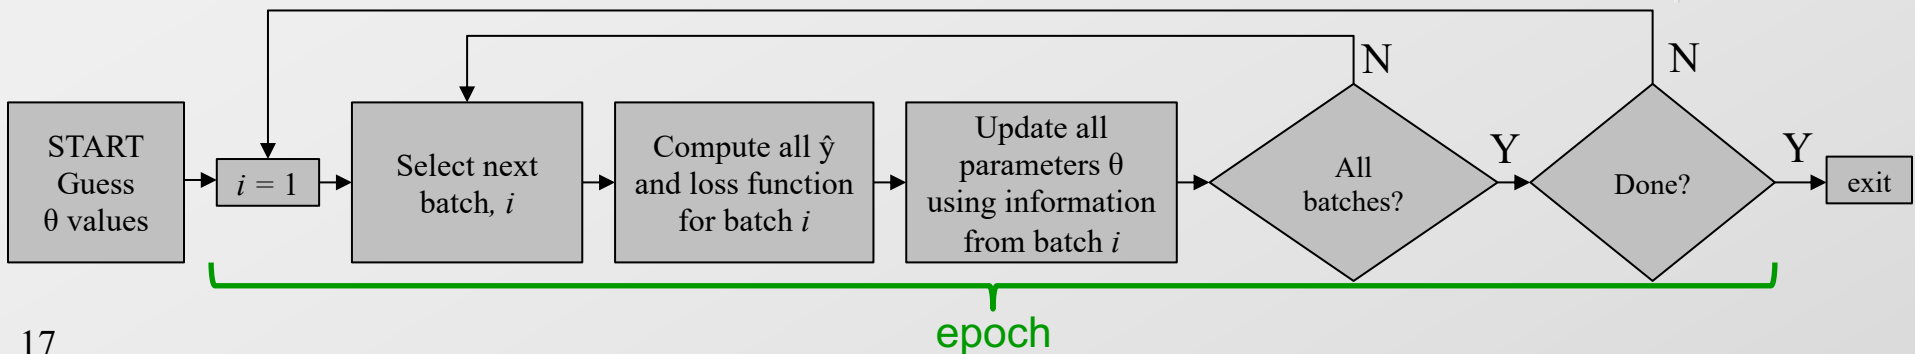 START
Guess
θ values
i = 1
Select next
batch, i
Compute all ŷ
and loss function
for batch i
Update all
parameters θ
using information
from batch i
All
batches?
N
Y
Done?
N
Y
exit
epoch
17